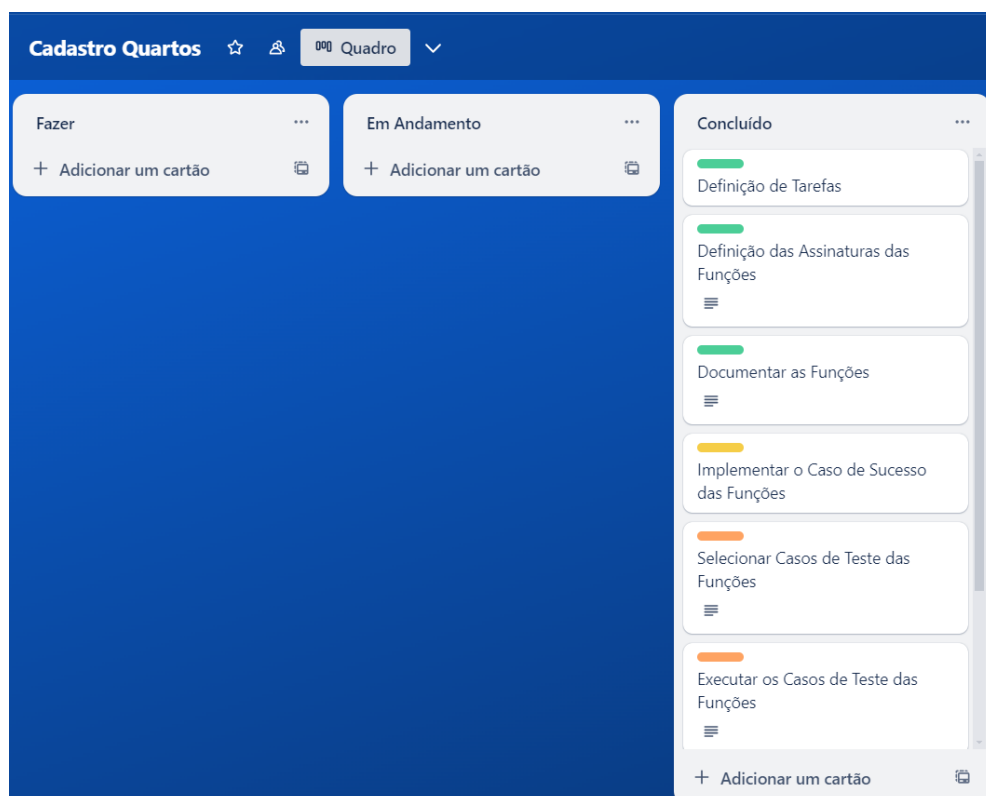 Cadastro Quartos
Quadro
Fazer
Adicionar um cartão
Em Andamento
Adicionar um cartão
Concluído
Definição de Tarefas
Definição das Assinaturas das
Funções
Documentar as Funções
Implementar o Caso de Sucesso
das Funções
Selecionar Casos de Teste das
Funções
Executar os Casos de Teste das
Funções
Adicionar um cartão